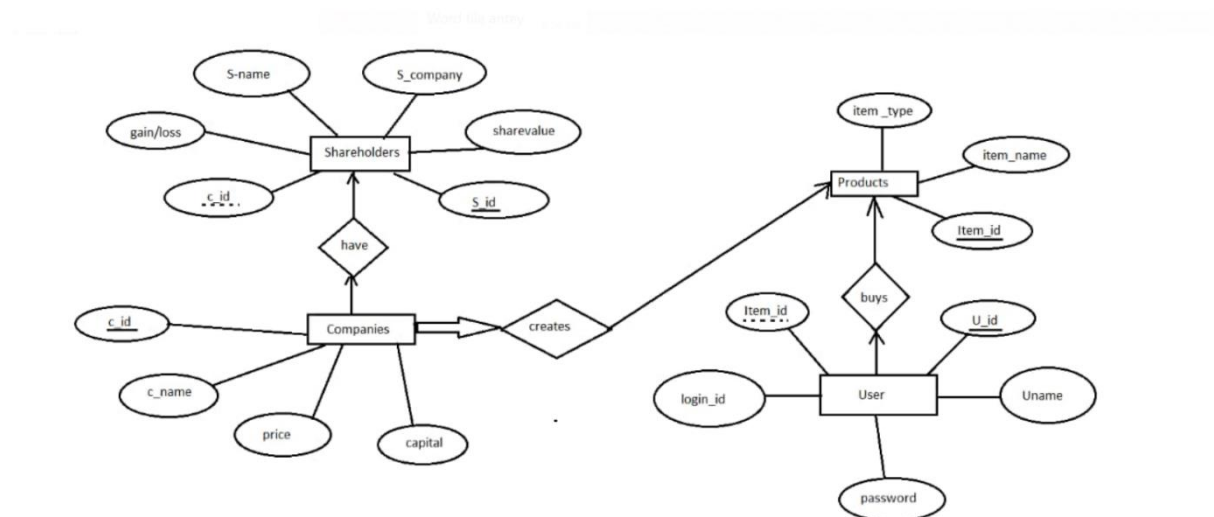 S-name
S_company
gain/loss
sharevalue
Shareholders
c_id
S_id
have
c_id
Companies
c_name
price
capital
creates
item _type
item_name
Products
Item_id
buys
Item_id
U_id
login_id
User
Uname
password